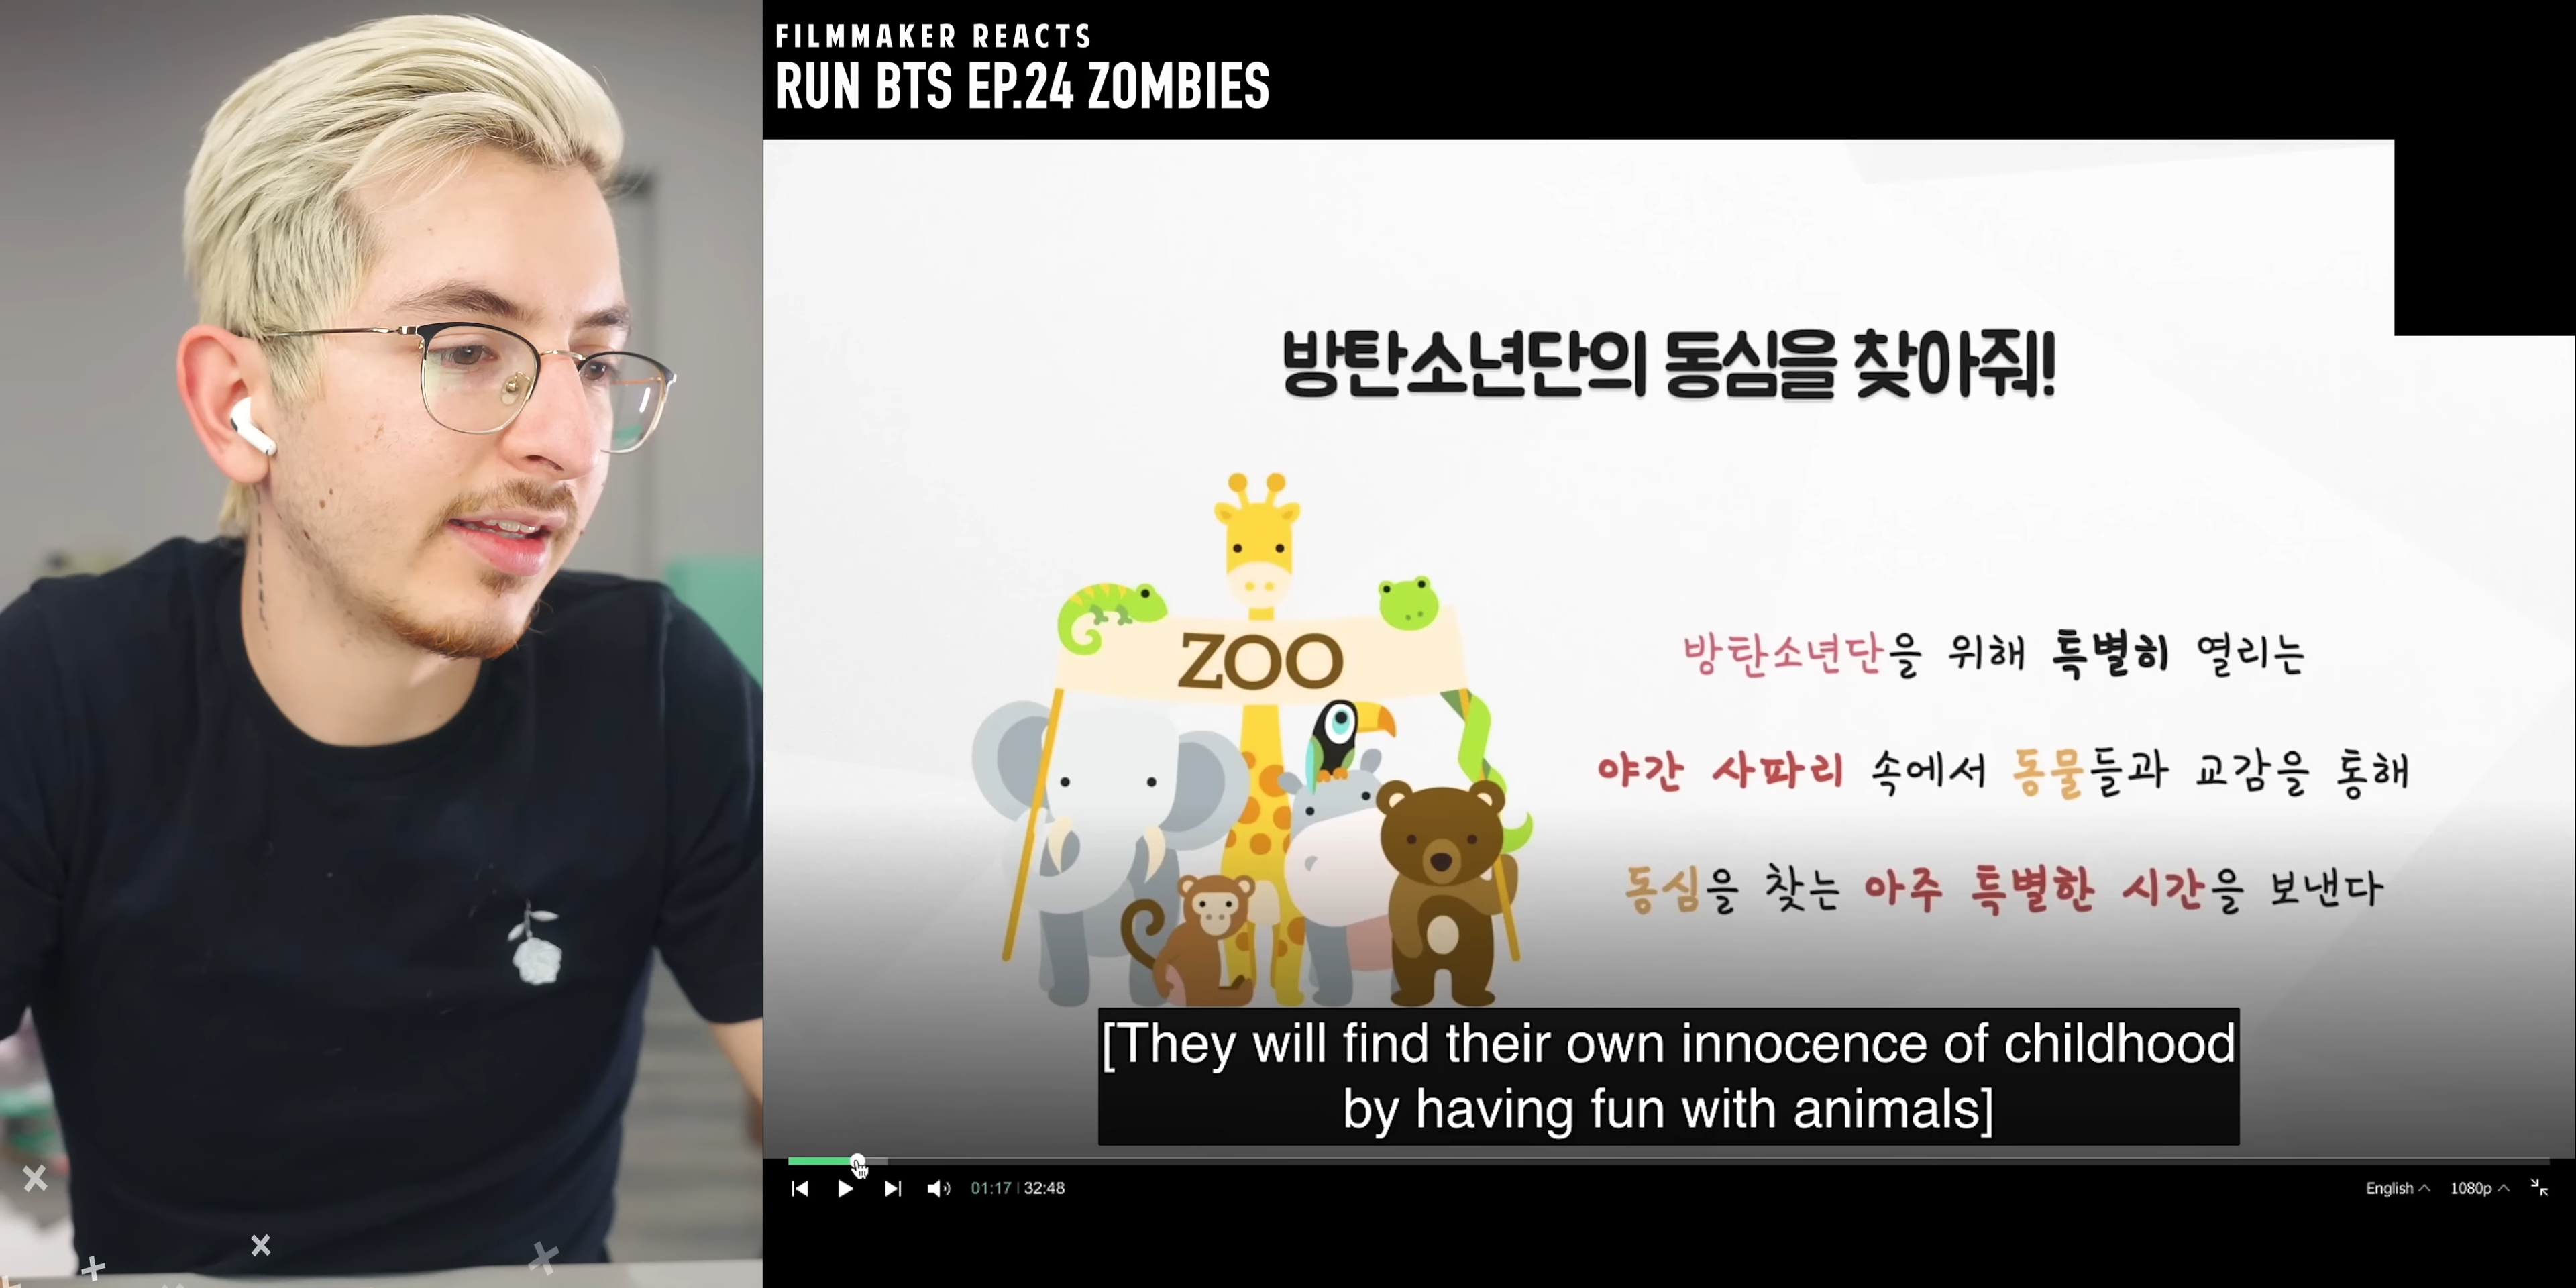 FILMMAKER REACTS
RUN BTS EP.24 ZOMBIES
방탄소년단의 동심을 찾아줘!
ZOO
방탄소년단을 위해 특별히 열리는
야간 사파리 속에서 동물들과 교감을 통해
동심을 찾는 아주 특별한 시간을 보낸다
[They will find their own innocence of childhood
by having fun with animals]
01:17 | 32:48
English
1080p